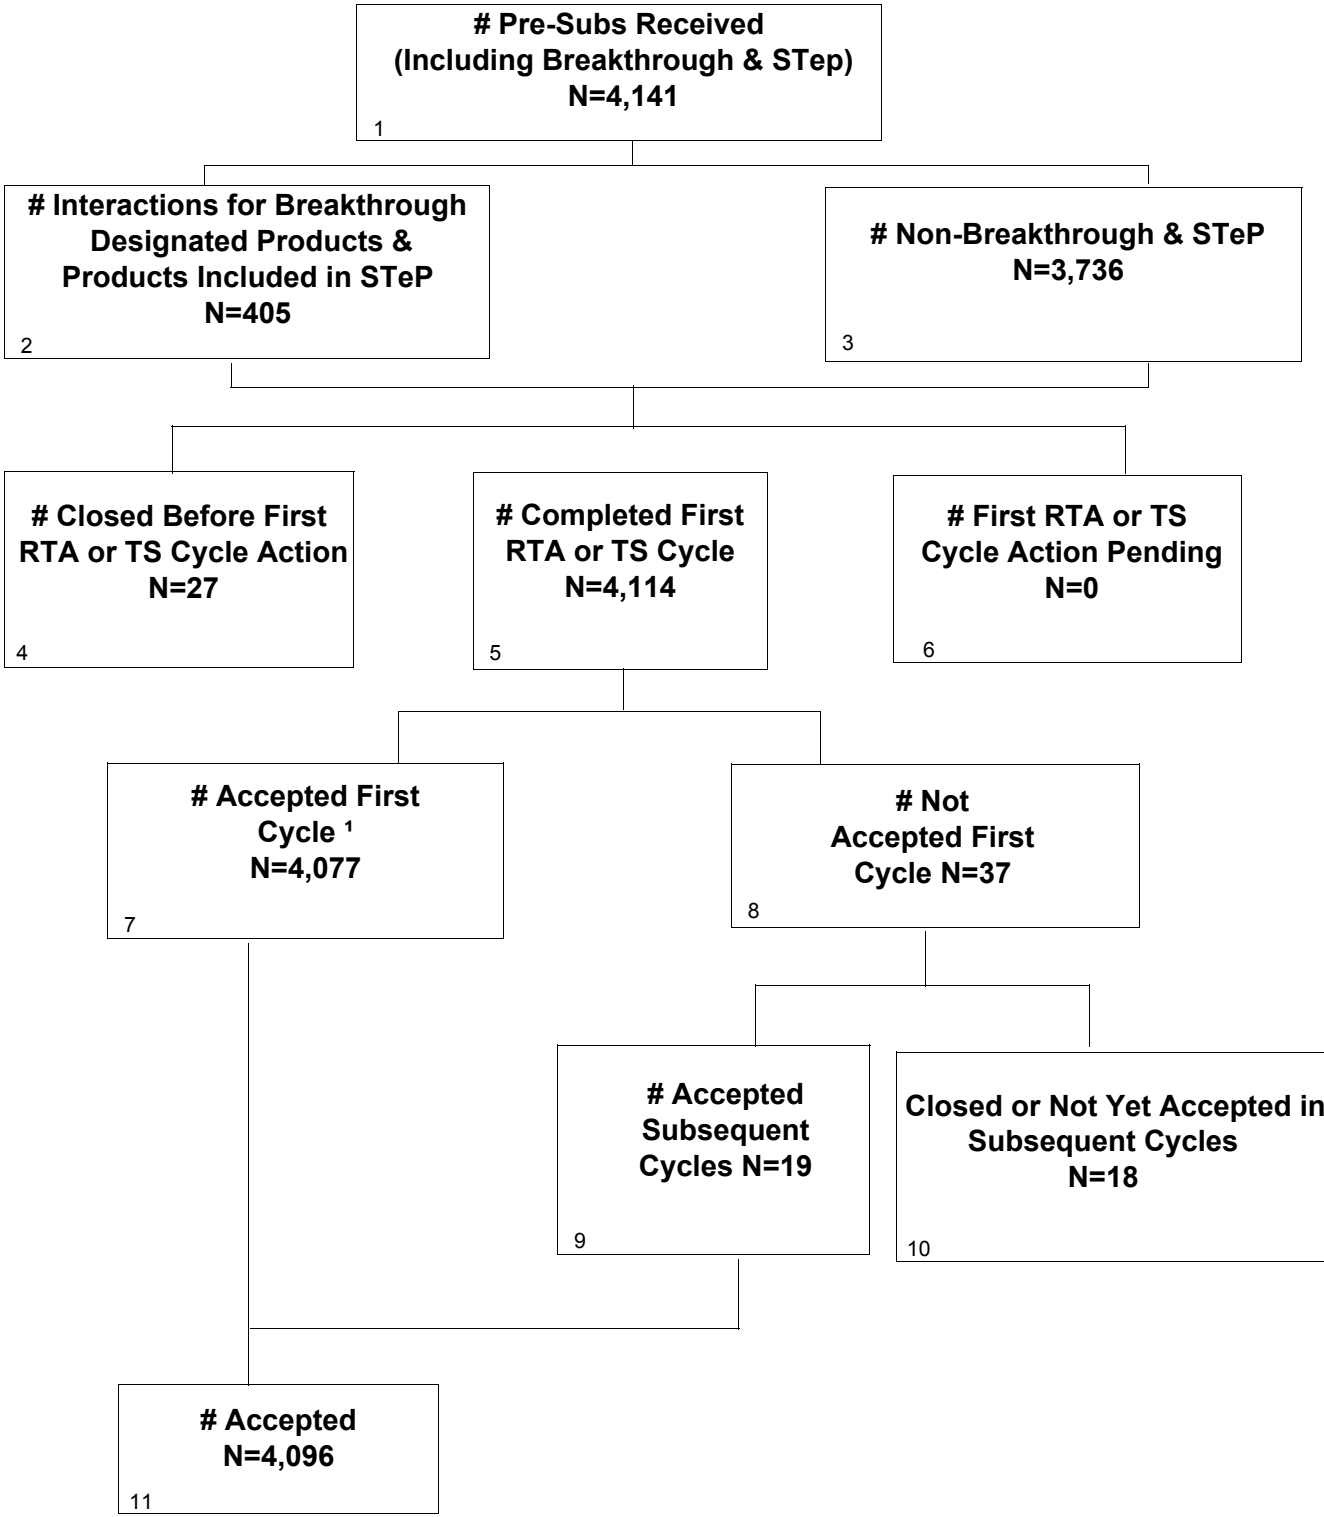 # Pre-Subs Received
(Including Breakthrough & STep)
N=4,141
1
# Interactions for Breakthrough
Designated Products &
Products Included in STeP
N=405
2
# Non-Breakthrough & STeP
N=3,736
3
# Closed Before First
RTA or TS Cycle Action
N=27
4
# Completed First
RTA or TS Cycle
N=4,114
5
# First RTA or TS
Cycle Action Pending
N=0
6
# Accepted First
Cycle ¹
N=4,077
7
# Not
Accepted First
Cycle N=37
8
# Accepted
Subsequent
Cycles N=19
9
Closed or Not Yet Accepted in
Subsequent Cycles
N=18
10
# Accepted
N=4,096
11